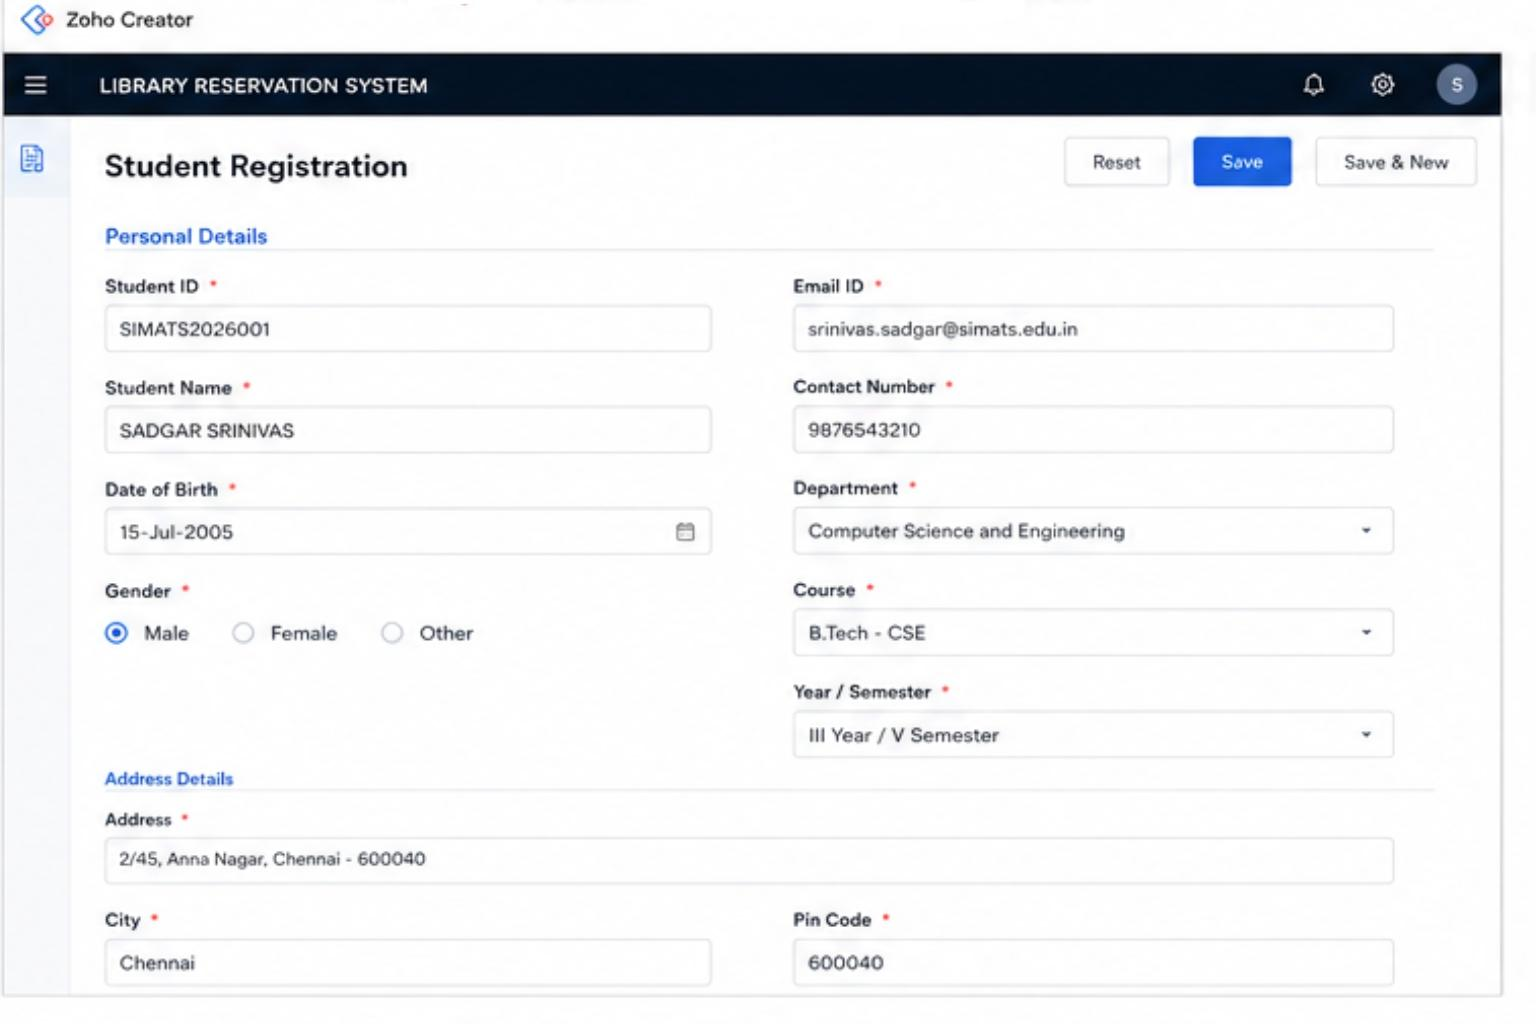 Zoho Creator
LIBRARY RESERVATION SYSTEM
S
Student Registration
Reset
Save
Save & New
Personal Details
Student ID *
SIMATS2026001
Email ID *
srinivas.sadgar@simats.edu.in
Student Name *
SADGAR SRINIVAS
Contact Number *
9876543210
Date of Birth *
15-Jul-2005
Department *
Computer Science and Engineering
Gender *
Male
Female
Other
Course *
B.Tech - CSE
Year / Semester *
III Year / V Semester
Address Details
Address *
2/45, Anna Nagar, Chennai - 600040
City *
Chennai
Pin Code *
600040